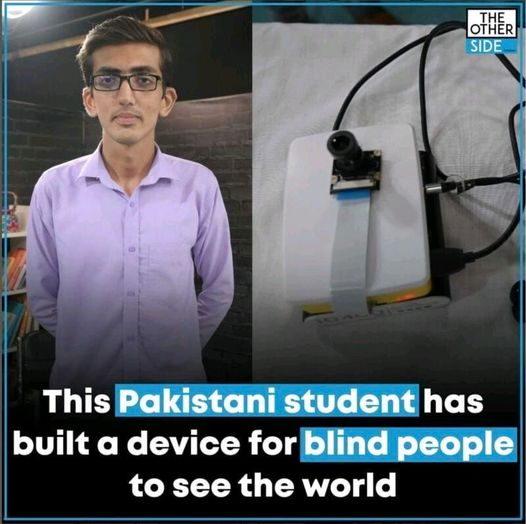 THE
OTHER
SIDE
This Pakistani student has
built a device for blind people
to see the world